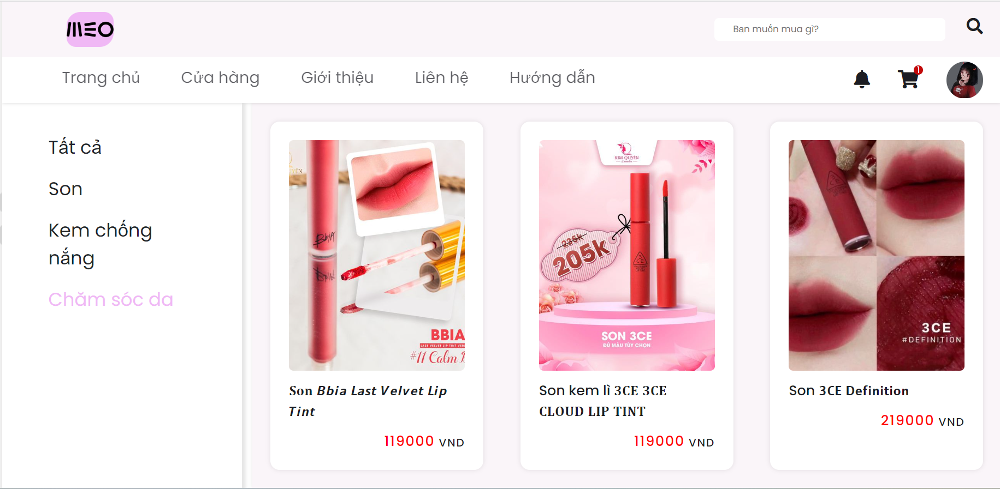 MEO
Bạn muốn mua gì?
Trang chủ
Cửa hàng
Giới thiệu
Liên hệ
Hướng dẫn
1
Tất cả
Son
Kem chống
nắng
Chăm sóc da
BbiA
BbiA
BBIA
#11 Calm
Son Bbia Last Velvet Lip
Tint
119000 VND
KIM QUYÊN
Cosmetics
235k
205k
3CE
SON 3CE
ĐỦ MÀU TÙY CHỌN
Son kem lì 3CE 3CE
CLOUD LIP TINT
119000 VND
3CE
#DEFINITION
Son 3CE Definition
219000 VND